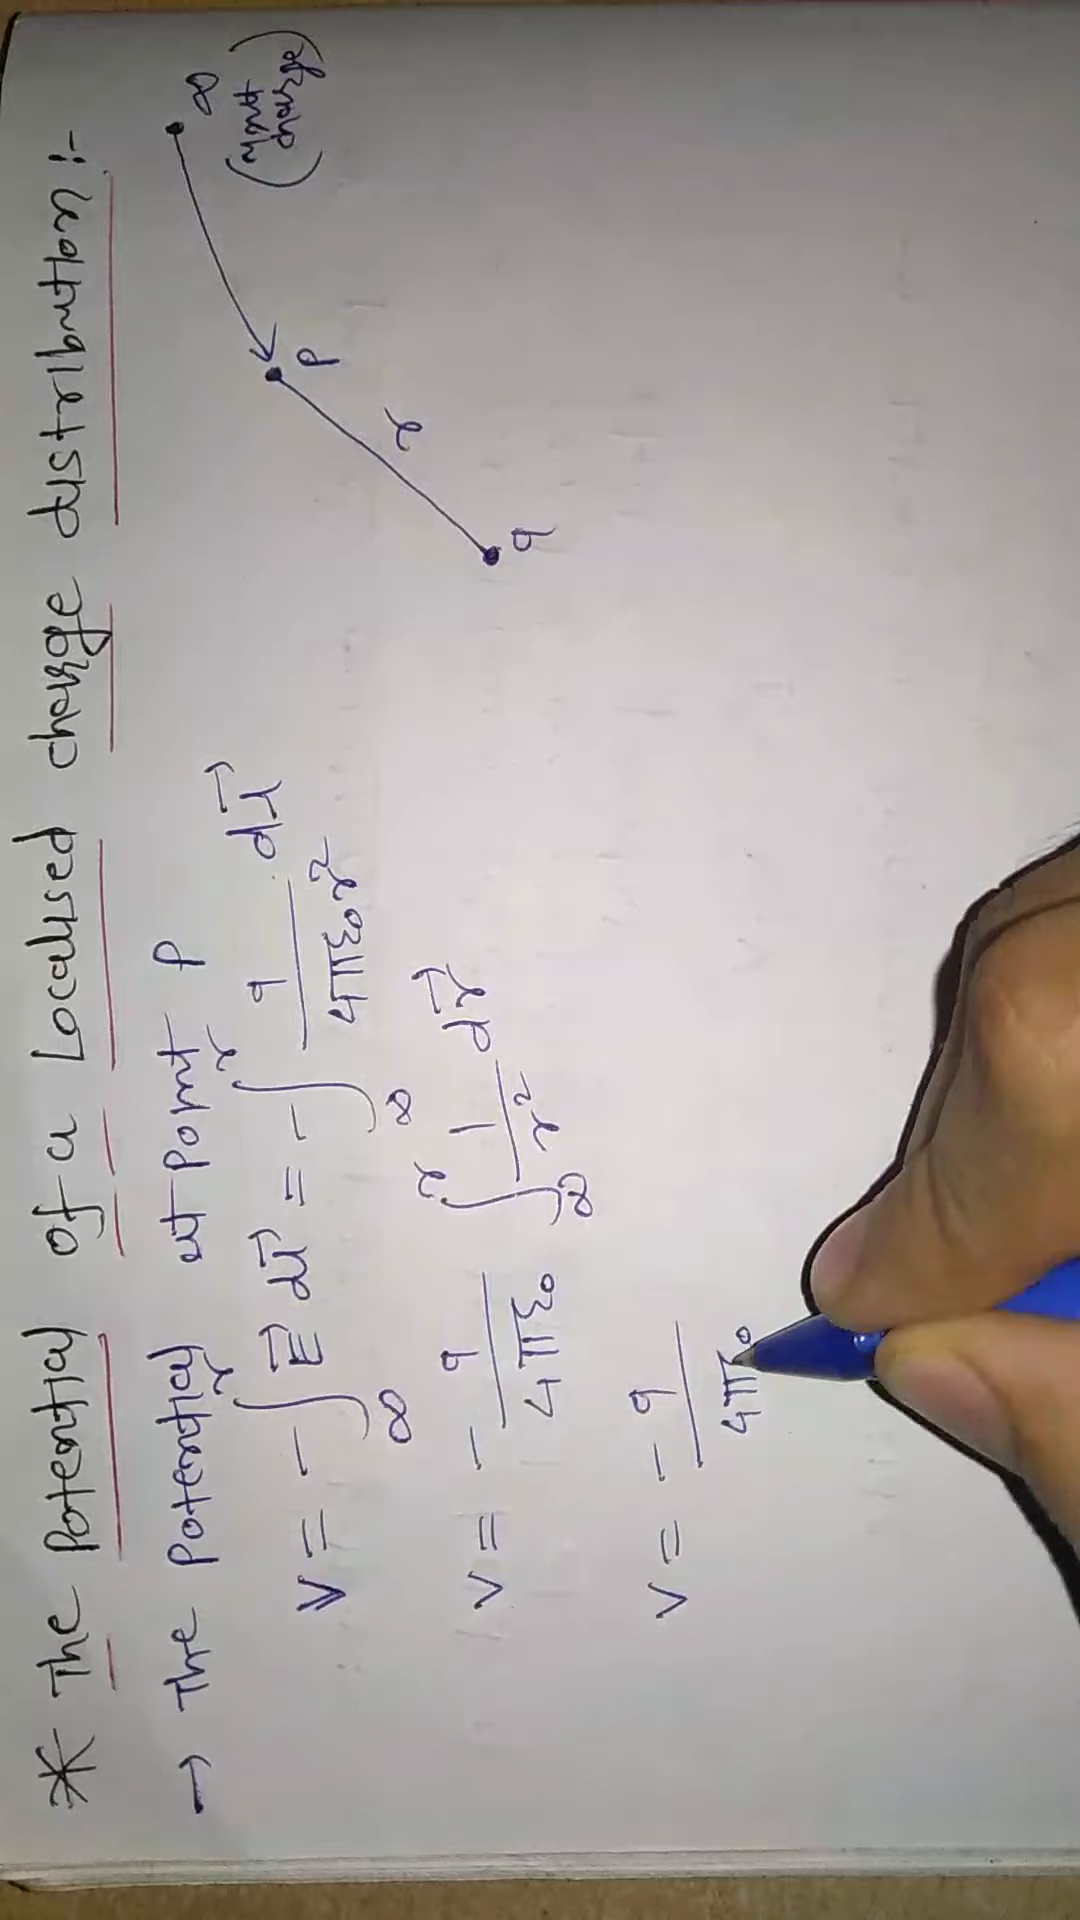 * The Potential of a Localised charge distribution :-
→ The Potential at Point P
V = - ∫_∞^r E⃗ dl⃗ = - ∫_∞^r q/4πε₀r² . dl⃗
V = - q/4πε₀ ∫_∞^r 1/r² dr⃗
V = - q/4πε₀
∞
(unit charge)
P
r
q